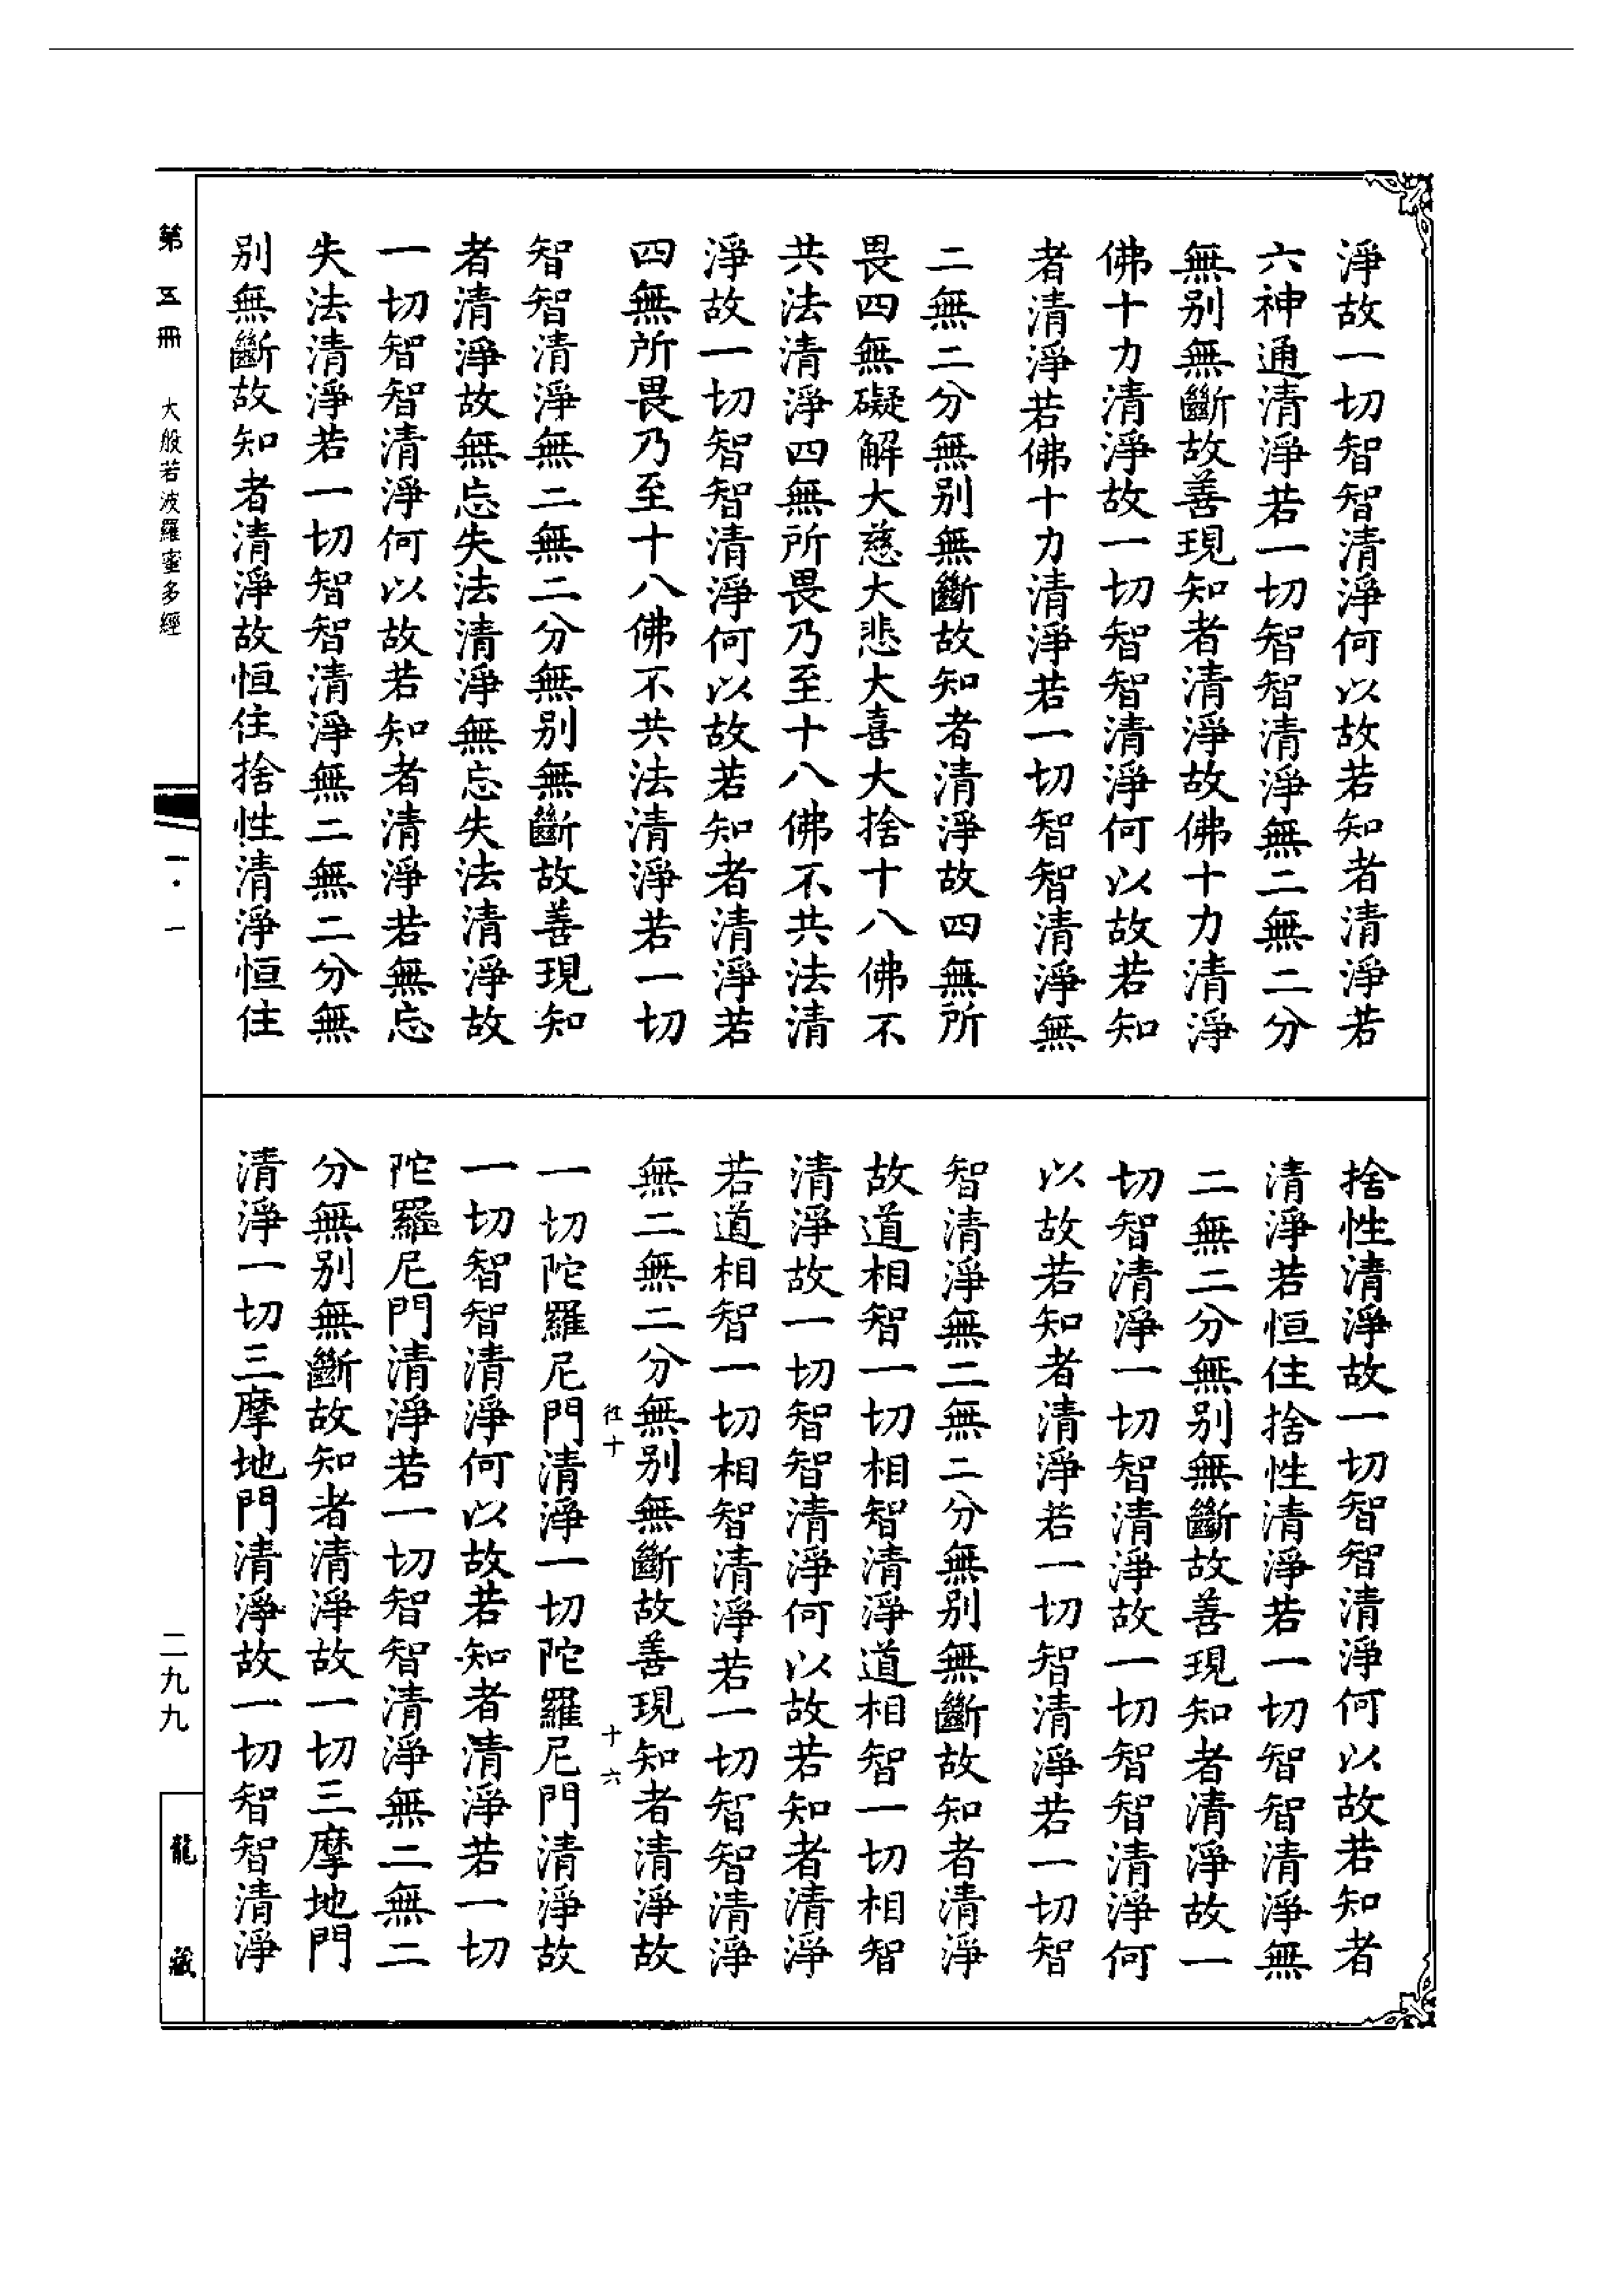 淨故一切智智清淨何以故若知者清淨若
六神通清淨若一切智智清淨無二無二分
無別無斷故善現知者清淨故佛十力清淨
佛十力清淨故一切智智清淨何以故若知
者清淨若佛十力清淨若一切智智清淨無
二無二分無別無斷故知者清淨故四無所
畏四無礙解大慈大悲大喜大捨十八佛不
共法清淨四無所畏乃至十八佛不共法清
淨故一切智智清淨何以故若知者清淨若
四無所畏乃至十八佛不共法清淨若一切
智智清淨無二無二分無別無斷故善現知
者清淨故無忘失法清淨無忘失法清淨故
一切智智清淨何以故若知者清淨若無忘
失法清淨若一切智智清淨無二無二分無
別無斷故知者清淨故恒住捨性清淨恒住
捨性清淨故一切智智清淨何以故若知者
清淨若恒住捨性清淨若一切智智清淨無
二無二分無別無斷故善現知者清淨故一
切智清淨一切智清淨故一切智智清淨何
以故若知者清淨若一切智清淨若一切智
智清淨無二無二分無別無斷故知者清淨
故道相智一切相智清淨道相智一切相智
清淨故一切智智清淨何以故若知者清淨
若道相智一切相智清淨若一切智智清淨
無二無二分無別無斷故善現知者清淨故
十六
一切陀羅尼門清淨一切陀羅尼門清淨故
一切智智清淨何以故若知者清淨若一切
陀羅尼門清淨若一切智智清淨無二無二
分無別無斷故知者清淨故一切三摩地門
清淨一切三摩地門清淨故一切智智清淨
第五冊
大般若波羅蜜多經
一·一
二九九
龍藏